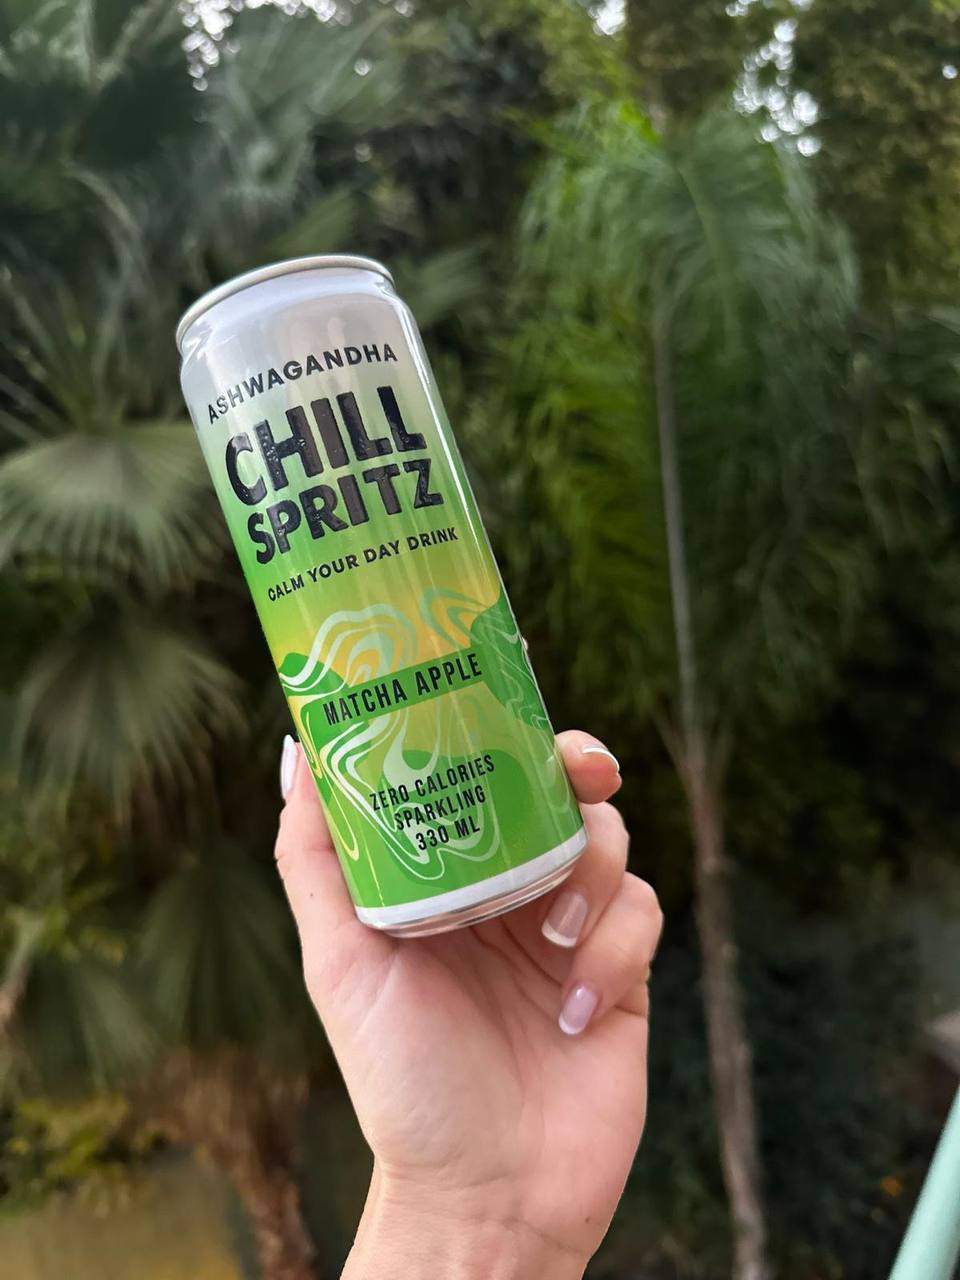 ASHWAGANDHA
CHILL
SPRITZ
CALM YOUR DAY DRINK
MATCHA APPLE
ZERO CALORIES
SPARKLING
330 ML